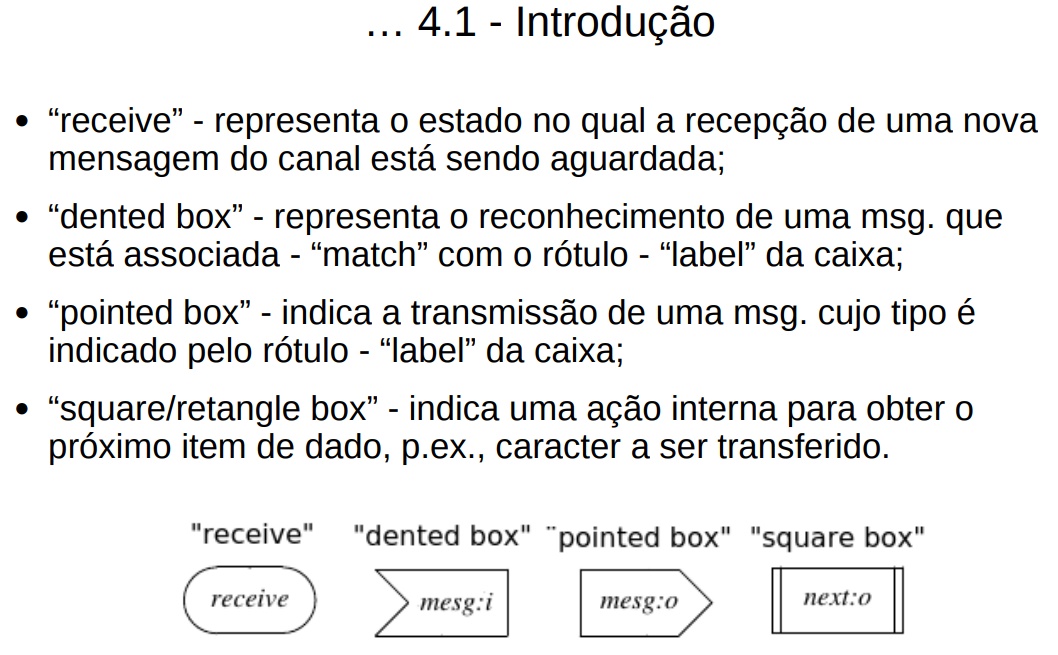 ... 4.1 - Introdução
• “receive” - representa o estado no qual a recepção de uma nova
mensagem do canal está sendo aguardada;
• “dented box” - representa o reconhecimento de uma msg. que
está associada - “match” com o rótulo - “label” da caixa;
• “pointed box” - indica a transmissão de uma msg. cujo tipo é
indicado pelo rótulo - “label” da caixa;
• “square/retangle box” - indica uma ação interna para obter o
próximo item de dado, p.ex., caracter a ser transferido.
"receive" "dented box" ¨pointed box" "square box"
receive mesg:i mesg:o next:o